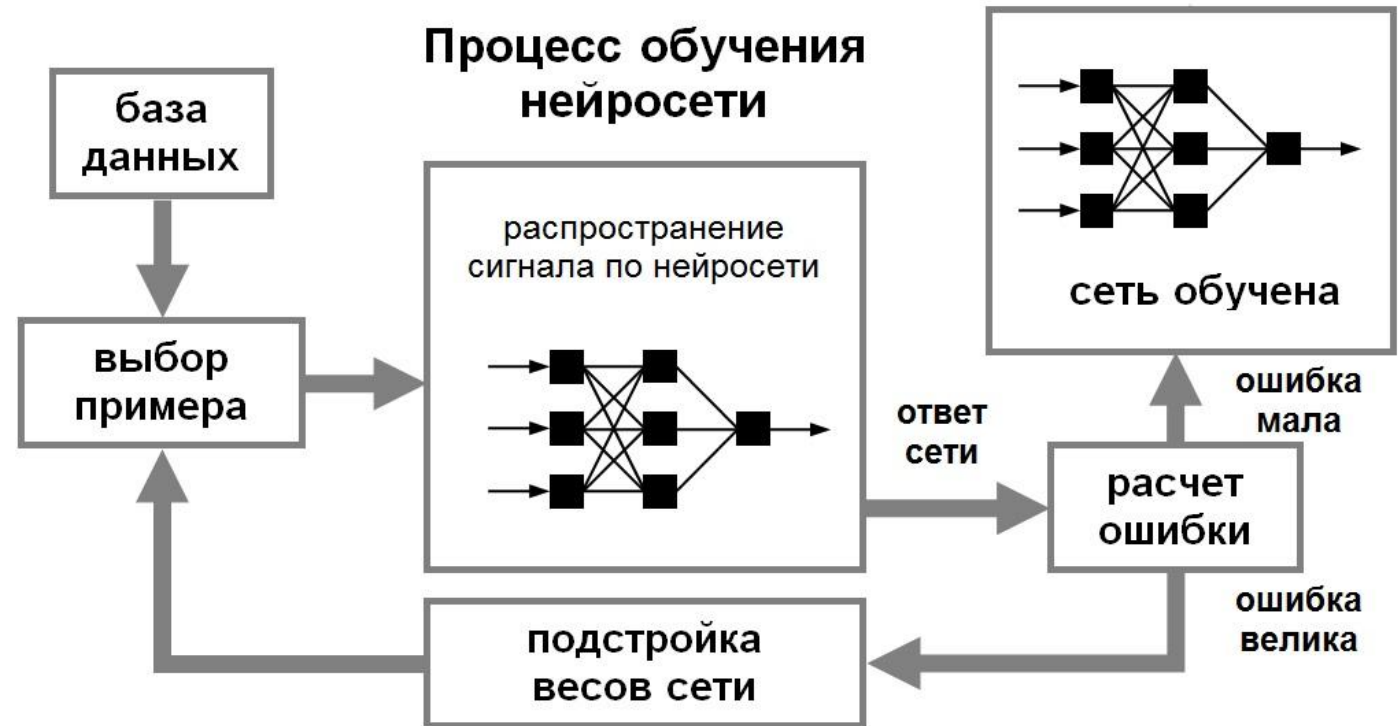 Процесс обучения
нейросети
база
данных
выбор
примера
распространение
сигнала по нейросети
ответ
сети
расчет
ошибки
ошибка
мала
сеть обучена
ошибка
велика
подстройка
весов сети